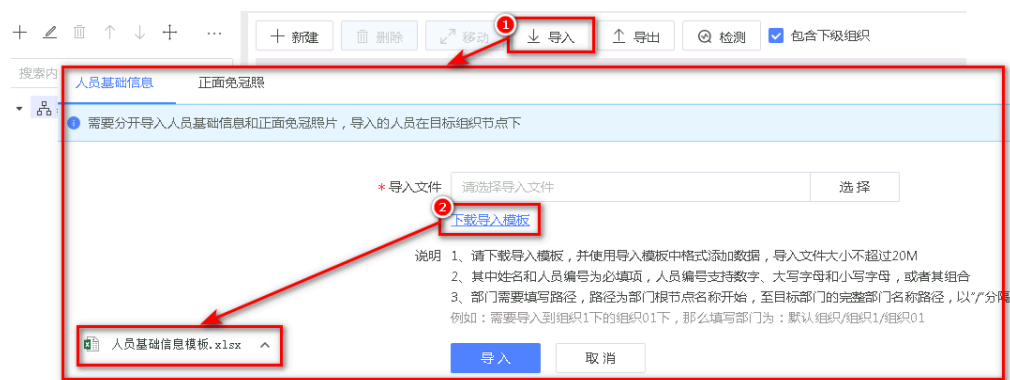 新建 删除 移动 导入 导出 检测 包含下级组织
1
搜索内
人员基础信息 正面免冠照
需要分开导入人员基础信息和正面免冠照片，导入的人员在目标组织节点下
* 导入文件 请选择导入文件 选择
2
下载导入模板
说明 1、请下载导入模板，并使用导入模板中格式添加数据，导入文件大小不超过20M
2、其中姓名和人员编号为必填项，人员编号支持数字、大写字母和小写字母，或者其组合
3、部门需要填写路径，路径为部门根节点名称开始，至目标部门的完整部门名称路径，以"/"分隔
例如：需要导入到组织1下的组织01下，那么填写部门为：默认组织/组织1/组织01
人员基础信息模板.xlsx
导入 取消